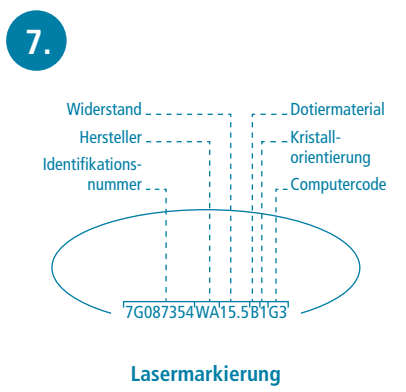 7.
Widerstand
Hersteller
Identifikations-
nummer
Dotiermaterial
Kristall-
orientierung
Computercode
7G087354WA15.5B1G3
Lasermarkierung